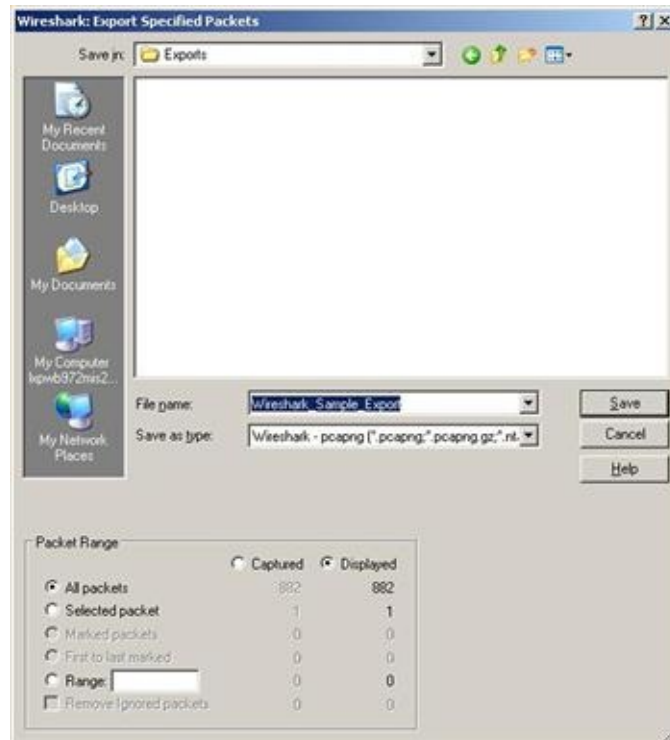 Wireshark: Export Specified Packets
Save in: Exports
My Recent
Documents
Desktop
My Documents
My Computer
My Network
Places
File name: Wireshark_Sample_Export
Save as type: Wireshark - pcapng (*.pcapng;*.pcapng.gz;*.nt
Save
Cancel
Help
Packet Range
Captured Displayed
All packets 882 882
Selected packet 1 1
Marked packets 0 0
First to last marked 0 0
Range: 0 0
Remove Ignored packets 0 0